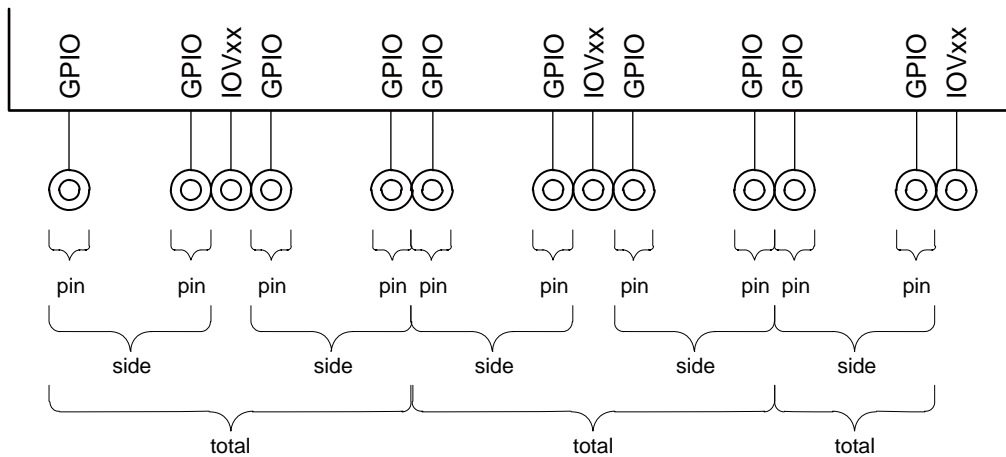 GPIO GPIO IOVxx GPIO GPIO GPIO GPIO IOVxx GPIO GPIO GPIO GPIO IOVxx
pin pin pin pin pin pin pin pin pin pin
side side side side side
total total total